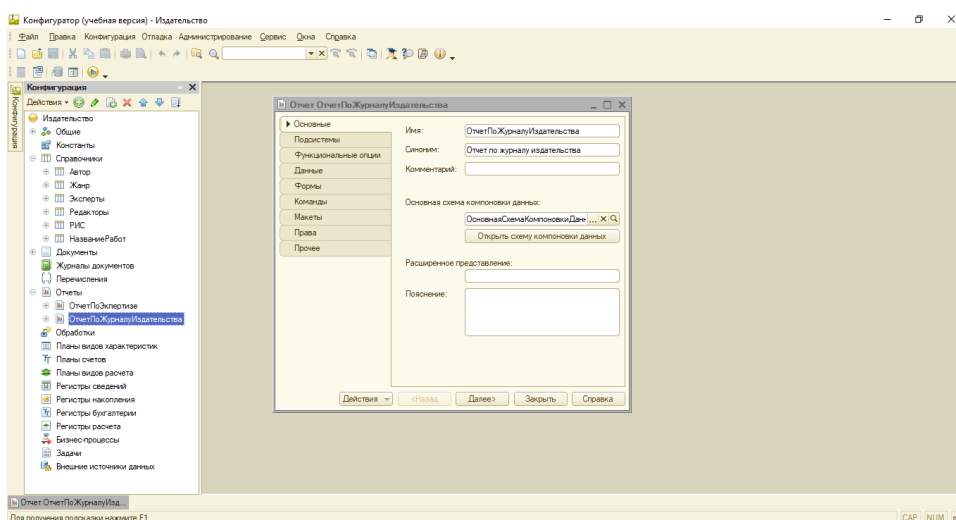 Конфигуратор (учебная версия) - Издательство
Файл Правка Конфигурация Отладка Администрирование Сервис Окна Справка
Конфигурация
Действия
Издательство
Общие
Константы
Справочники
Автор
Жанр
Эксперты
Редакторы
РИС
НазваниеРабот
Документы
Журналы документов
Перечисления
Отчеты
ОтчетПоЭкпертизе
ОтчетПоЖурналуИздательства
Обработки
Планы видов характеристик
Планы счетов
Планы видов расчета
Регистры сведений
Регистры накопления
Регистры бухгалтерии
Регистры расчета
Бизнес-процессы
Задачи
Внешние источники данных
Конфигурация
Отчет ОтчетПоЖурналуИздательства
Основные
Подсистемы
Функциональные опции
Данные
Формы
Команды
Макеты
Права
Прочее
Имя: ОтчетПоЖурналуИздательства
Синоним: Отчет по журналу издательства
Комментарий:
Основная схема компоновки данных:
ОсновнаяСхемаКомпоновкиДанн ...
Открыть схему компоновки данных
Расширенное представление:
Пояснение:
Действия <Назад Далее> Закрыть Справка
Отчет ОтчетПоЖурналуИзд...
Для получения подсказки нажмите F1
CAP NUM